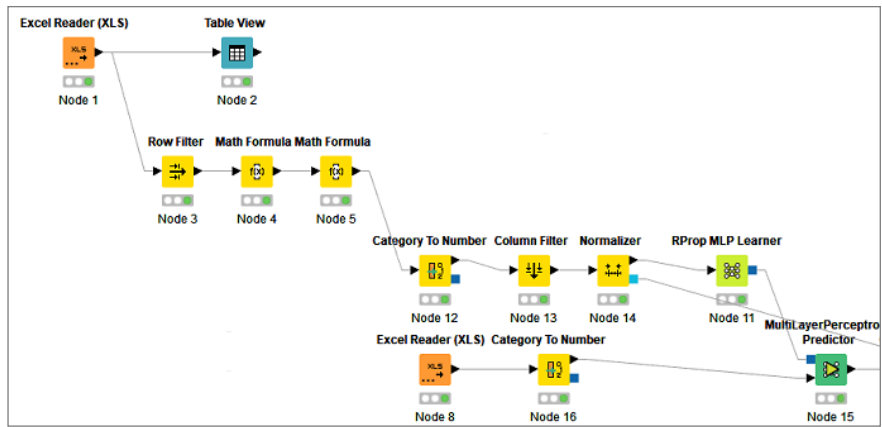 Excel Reader (XLS) Table View
XLS
Node 1 Node 2
Row Filter Math Formula Math Formula
f(x) f(x)
Node 3 Node 4 Node 5
Category To Number Column Filter Normalizer RProp MLP Learner
Node 12 Node 13 Node 14 Node 11
MultiLayerPerceptro
Excel Reader (XLS) Category To Number Predictor
XLS
Node 8 Node 16 Node 15